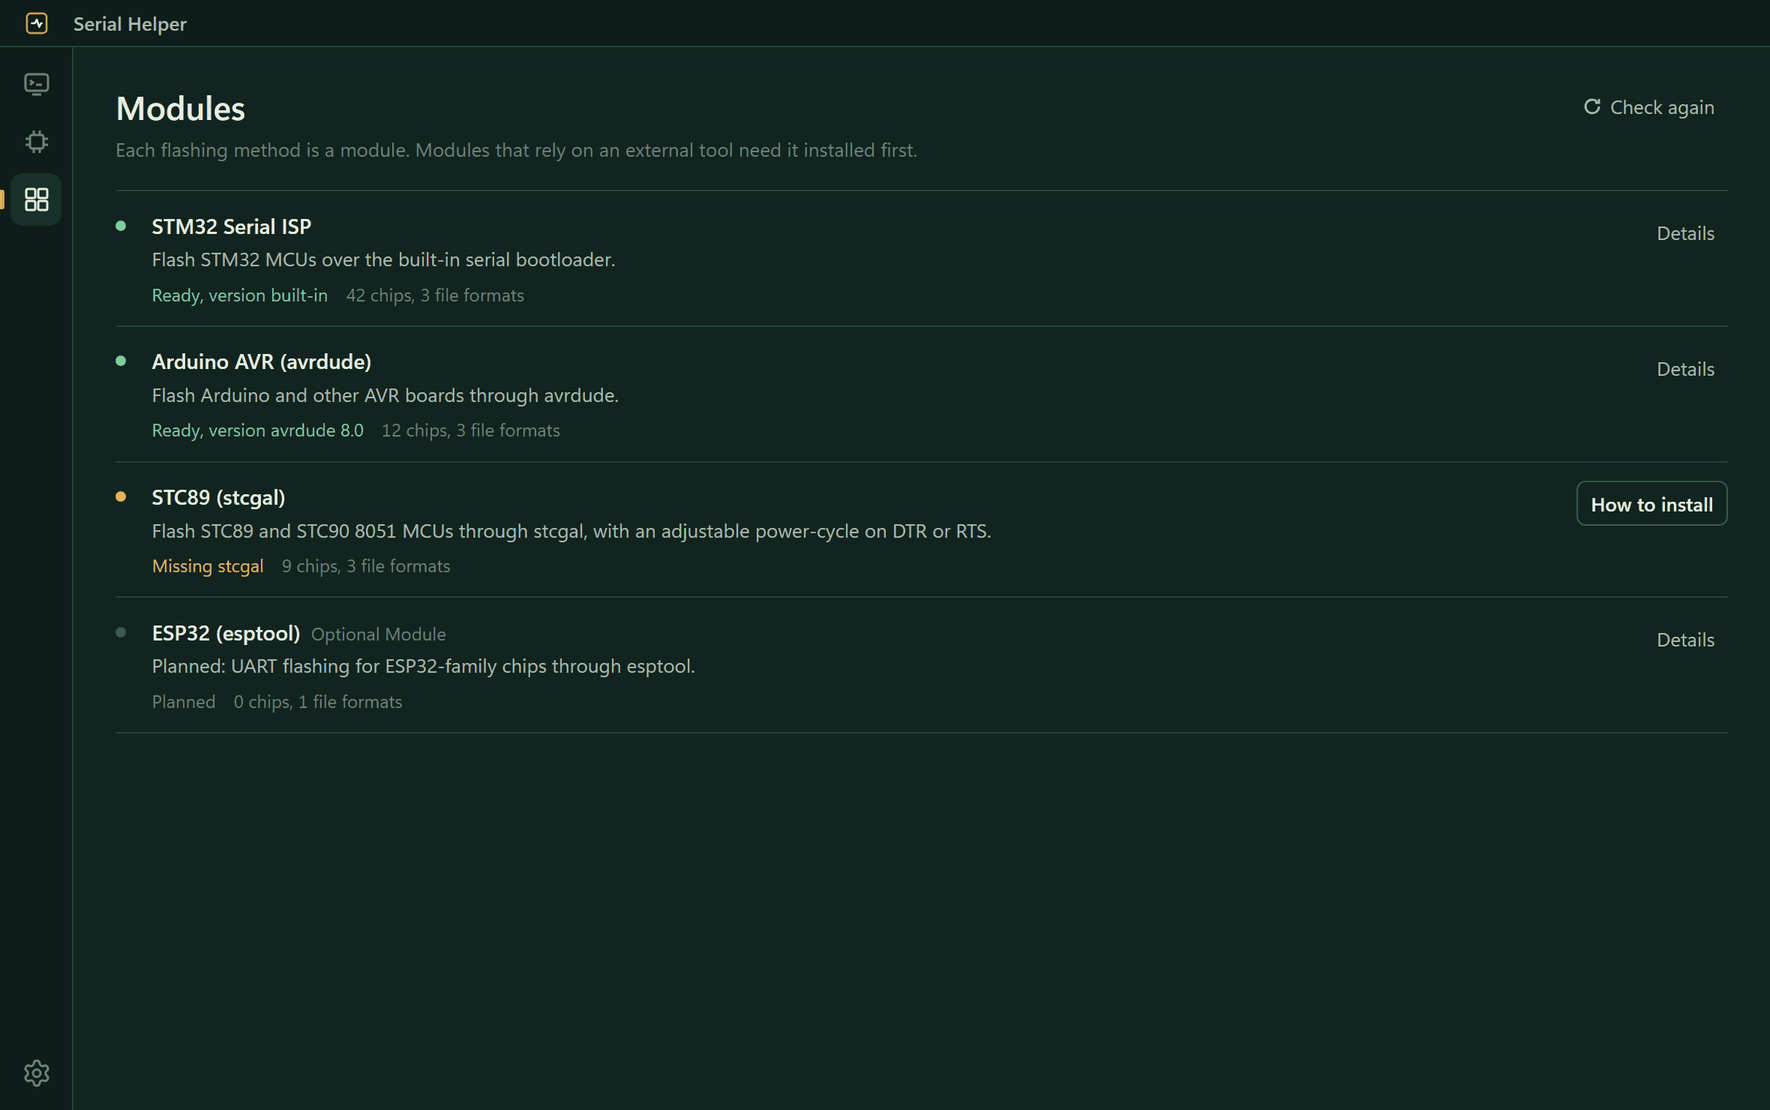 Serial Helper
Modules
Check again
Each flashing method is a module. Modules that rely on an external tool need it installed first.
STM32 Serial ISP
Details
Flash STM32 MCUs over the built-in serial bootloader.
Ready, version built-in 42 chips, 3 file formats
Arduino AVR (avrdude)
Details
Flash Arduino and other AVR boards through avrdude.
Ready, version avrdude 8.0 12 chips, 3 file formats
STC89 (stcgal)
How to install
Flash STC89 and STC90 8051 MCUs through stcgal, with an adjustable power-cycle on DTR or RTS.
Missing stcgal 9 chips, 3 file formats
ESP32 (esptool) Optional Module
Details
Planned: UART flashing for ESP32-family chips through esptool.
Planned 0 chips, 1 file formats